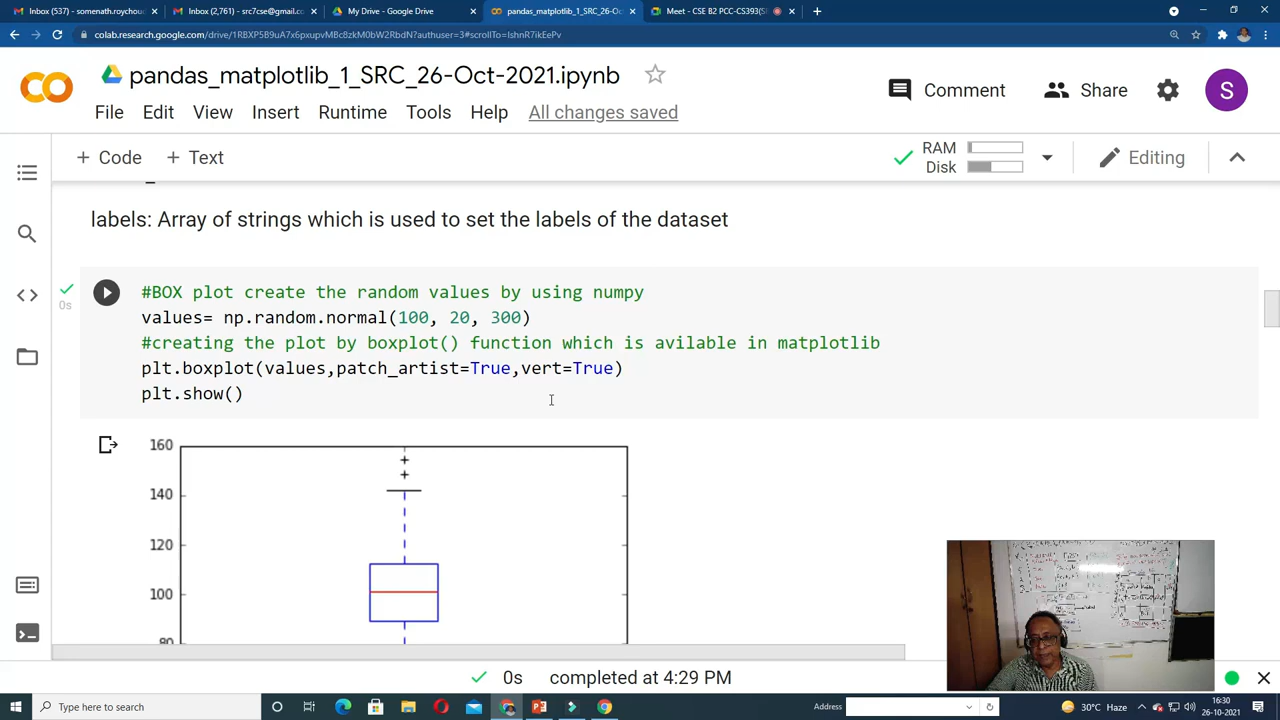 Inbox (537) - somenath.roychou
Inbox (2,761) - src7cse@gmail.co
My Drive - Google Drive
pandas_matplotlib_1_SRC_26-Oct
Meet - CSE B2 PCC-CS393(S
colab.research.google.com/drive/1RBXP5B9uA7x6pxupvMBc8zkM0bW2RbdN?authuser=3#scrollTo=IshnR7ikEePv
pandas_matplotlib_1_SRC_26-Oct-2021.ipynb
Comment
Share
S
File Edit View Insert Runtime Tools Help All changes saved
+ Code + Text
RAM
Disk
Editing
labels: Array of strings which is used to set the labels of the dataset
0s
#BOX plot create the random values by using numpy
values= np.random.normal(100, 20, 300)
#creating the plot by boxplot() function which is avilable in matplotlib
plt.boxplot(values,patch_artist=True,vert=True)
plt.show()
160
140
120
100
80
0s completed at 4:29 PM
Type here to search
Address
30°C Haze
ENG
16:30
26-10-2021